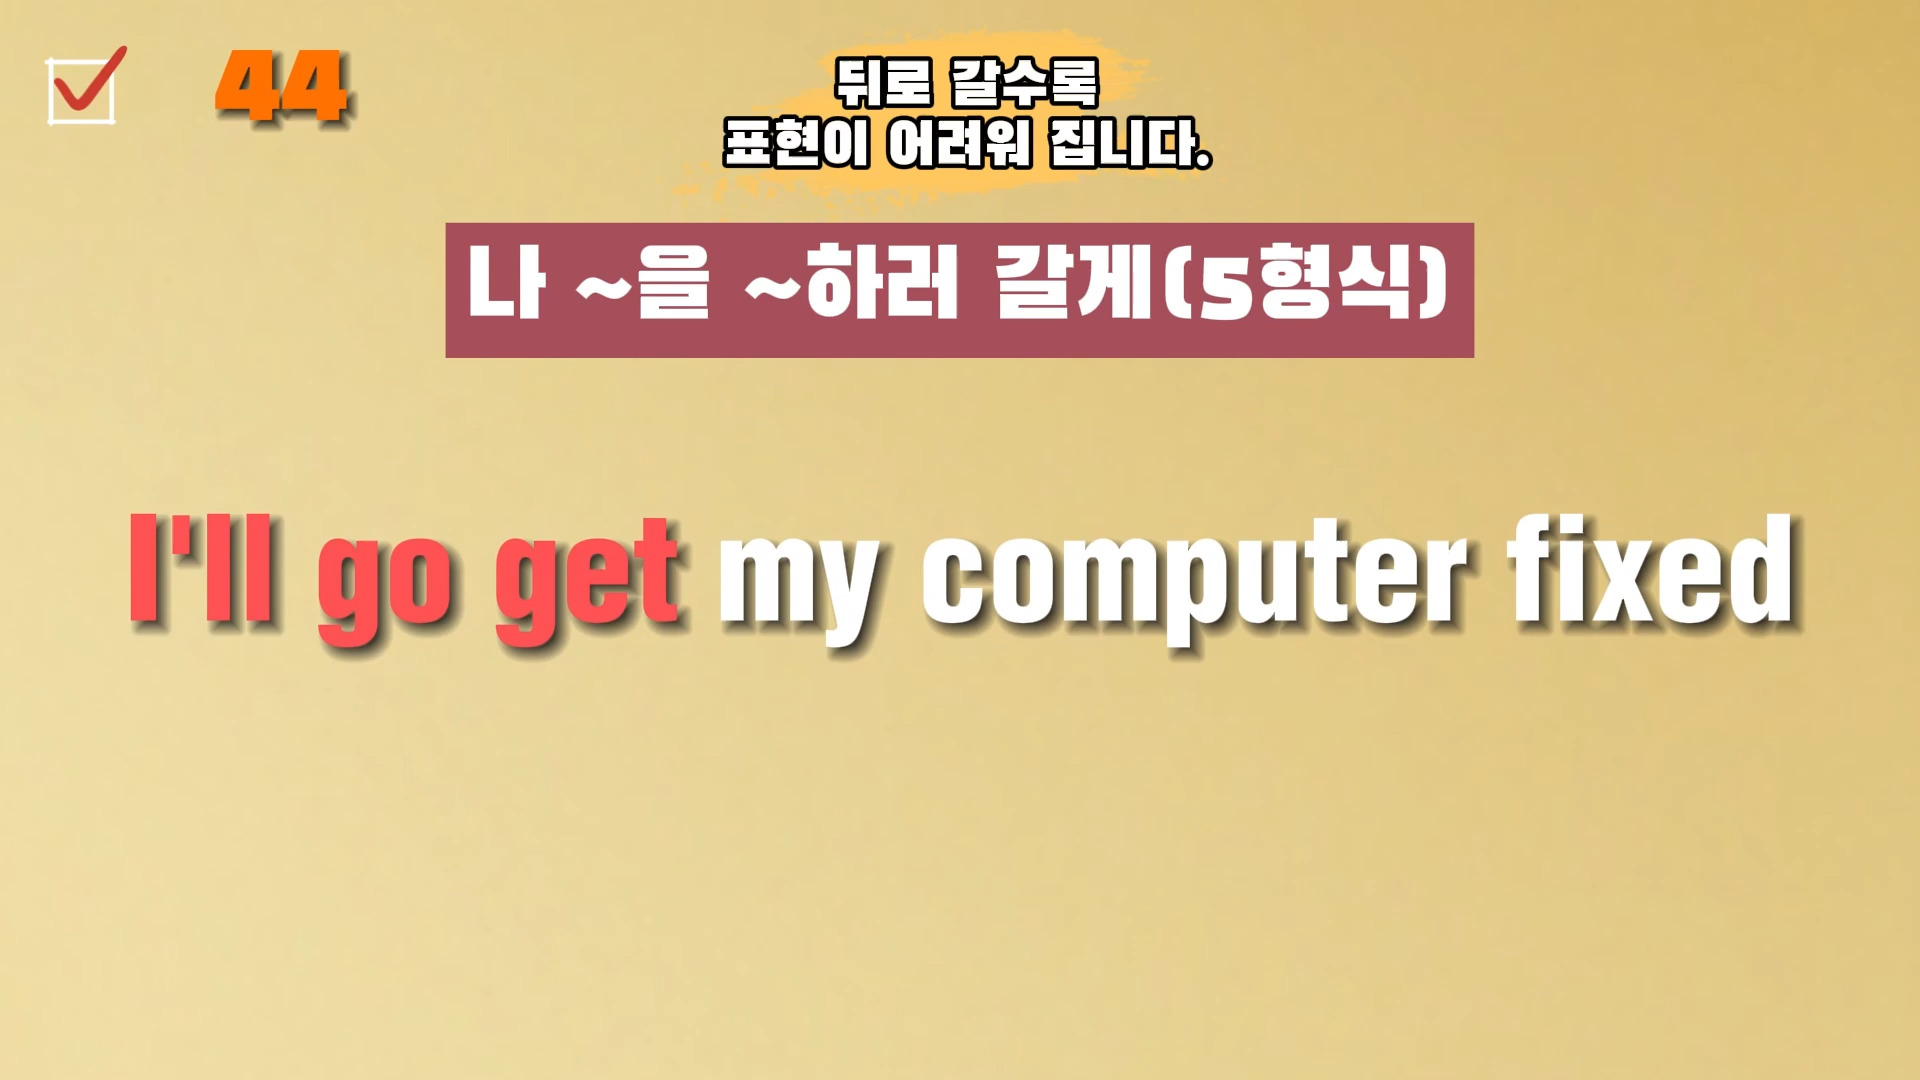 44
뒤로 갈수록
표현이 어려워 집니다.
나 ~을 ~하러 갈게(5형식)
I'll go get my computer fixed